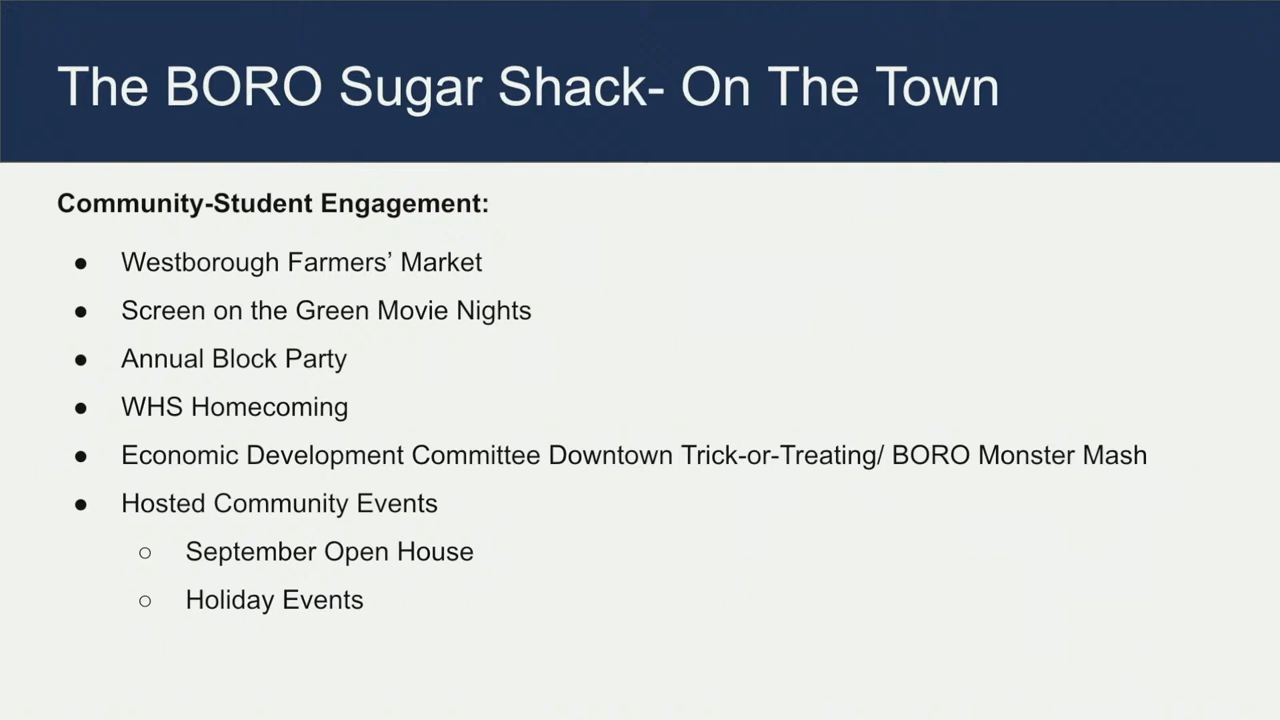 The BORO Sugar Shack- On The Town
Community-Student Engagement:
● Westborough Farmers’ Market
● Screen on the Green Movie Nights
● Annual Block Party
● WHS Homecoming
● Economic Development Committee Downtown Trick-or-Treating/ BORO Monster Mash
● Hosted Community Events
○ September Open House
○ Holiday Events